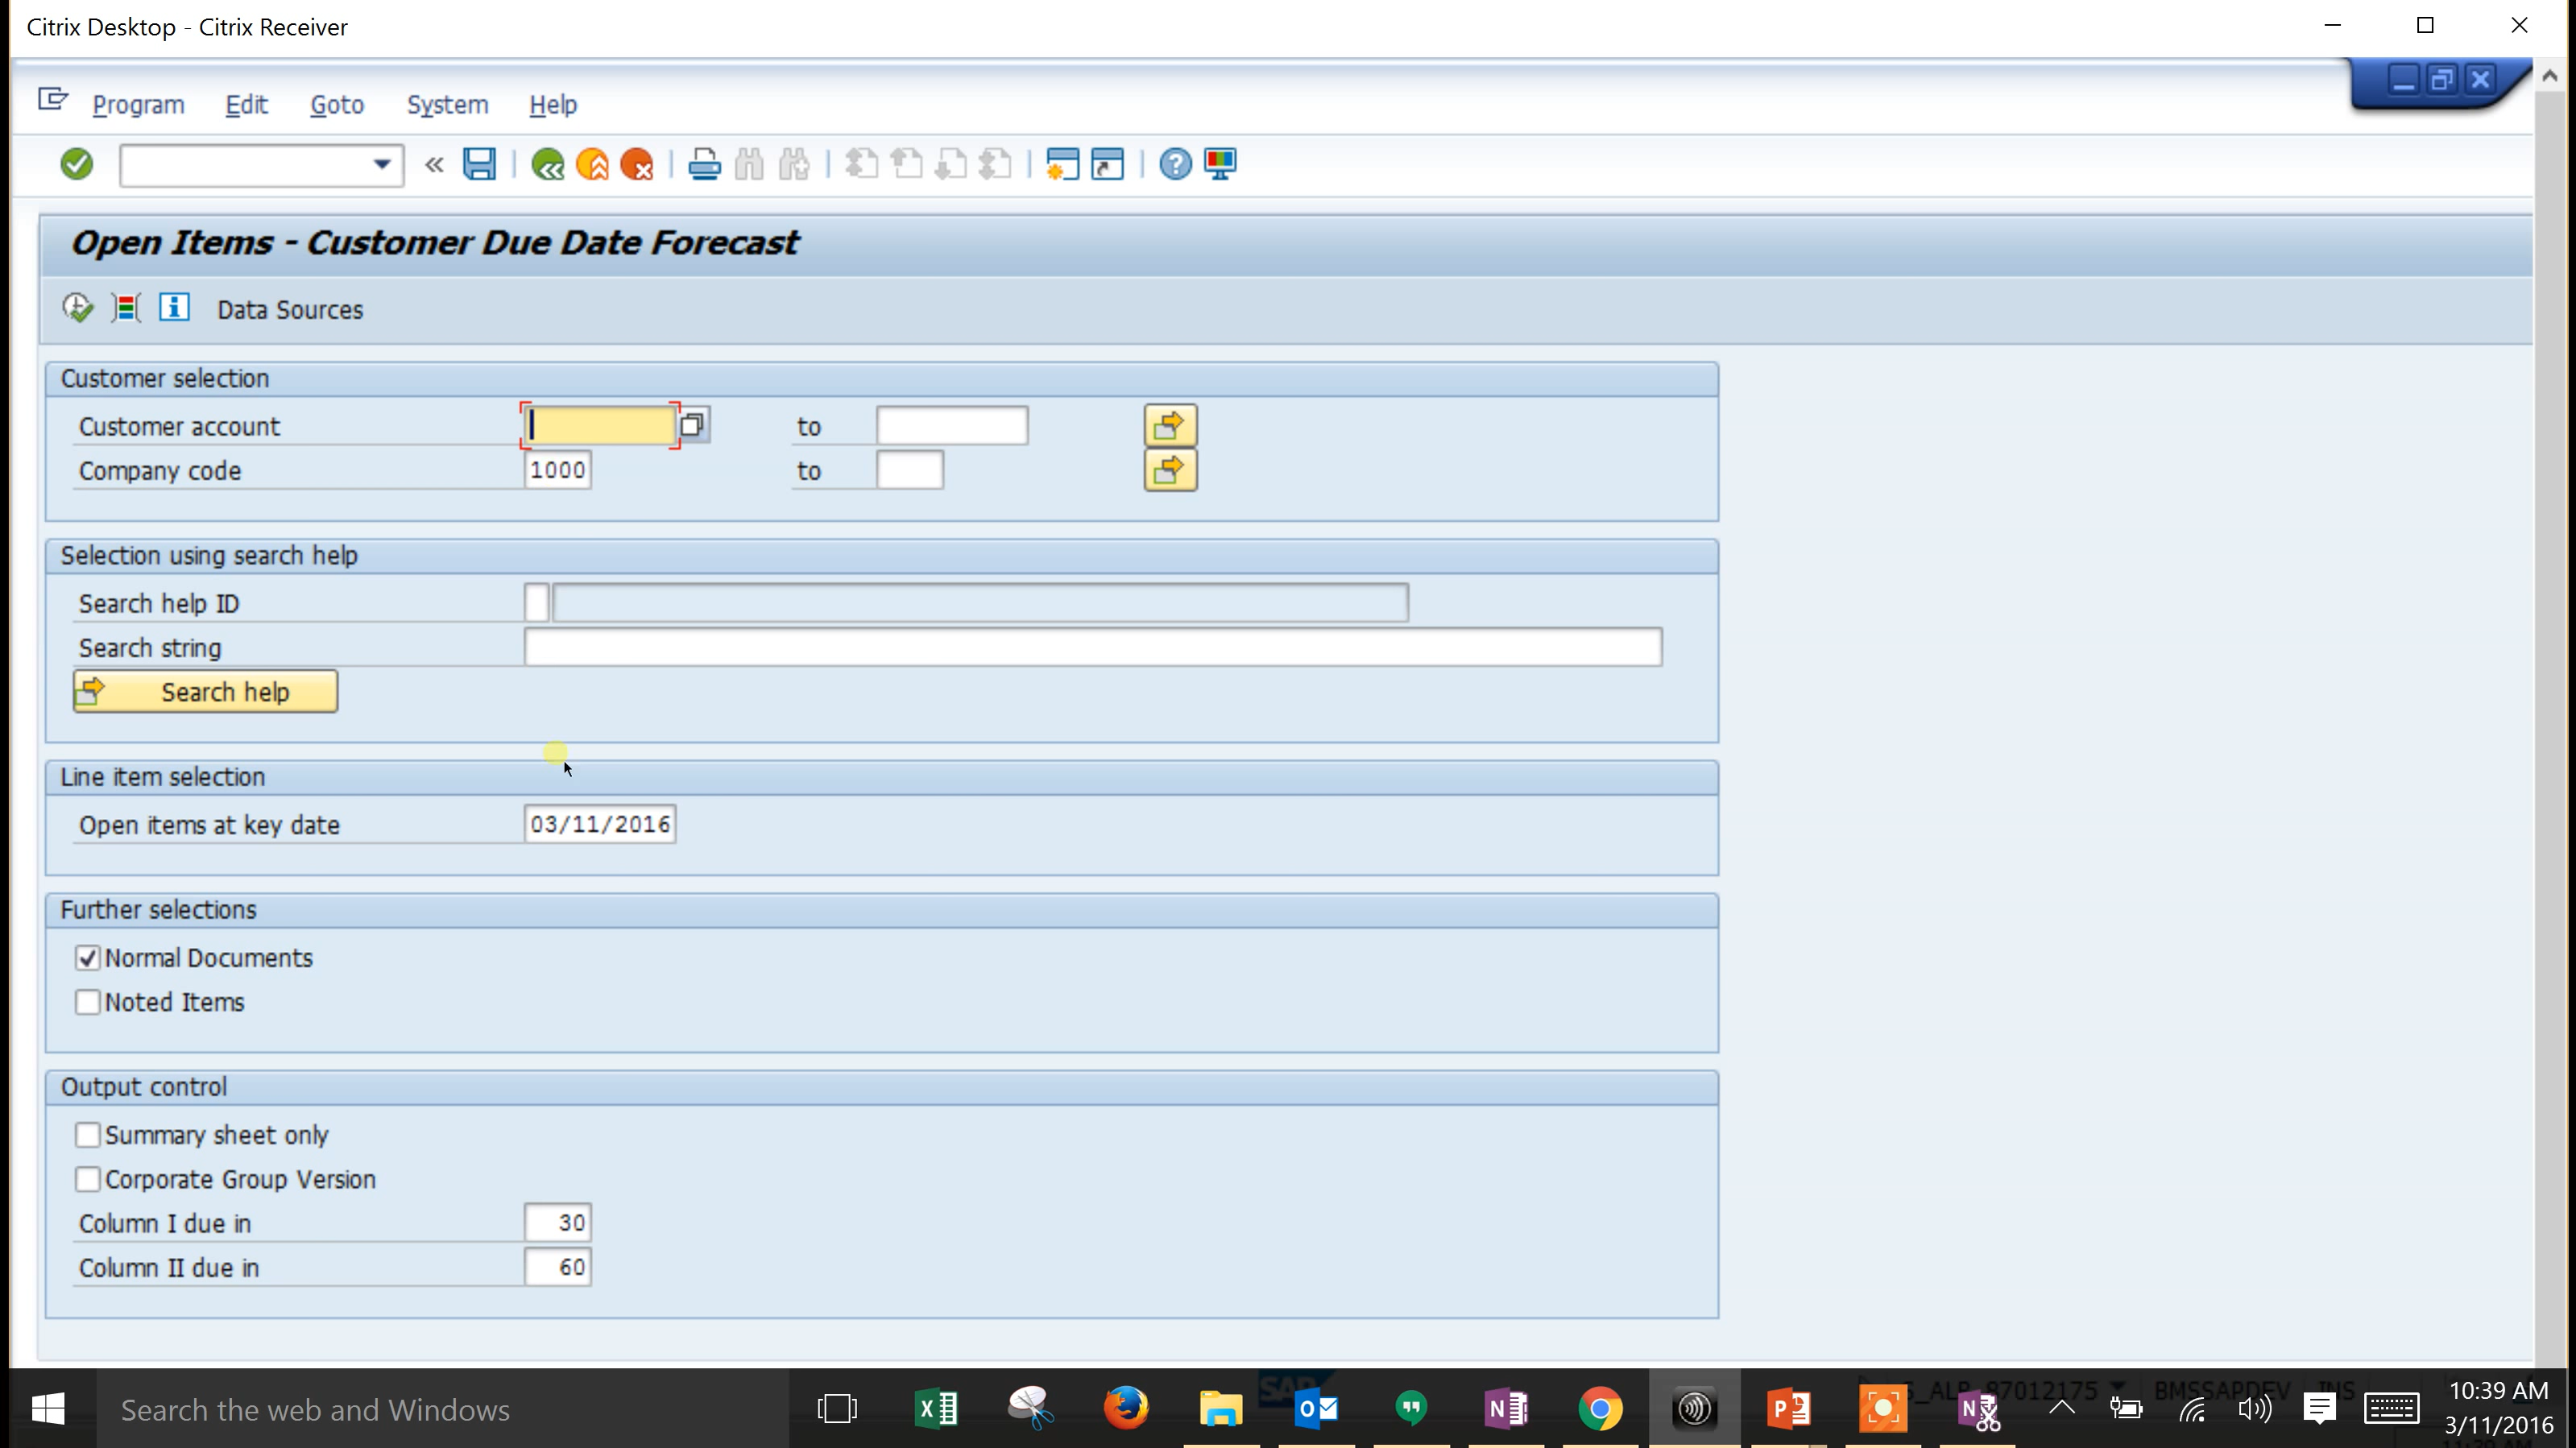 Citrix Desktop - Citrix Receiver
Program Edit Goto System Help
Open Items - Customer Due Date Forecast
Data Sources
Customer selection
Customer account to
Company code 1000 to
Selection using search help
Search help ID
Search string
Search help
Line item selection
Open items at key date 03/11/2016
Further selections
Normal Documents
Noted Items
Output control
Summary sheet only
Corporate Group Version
Column I due in 30
Column II due in 60
SAP
S_ALR_87012175 BMSSAPDEV INS
10:39 AM
Search the web and Windows
3/11/2016